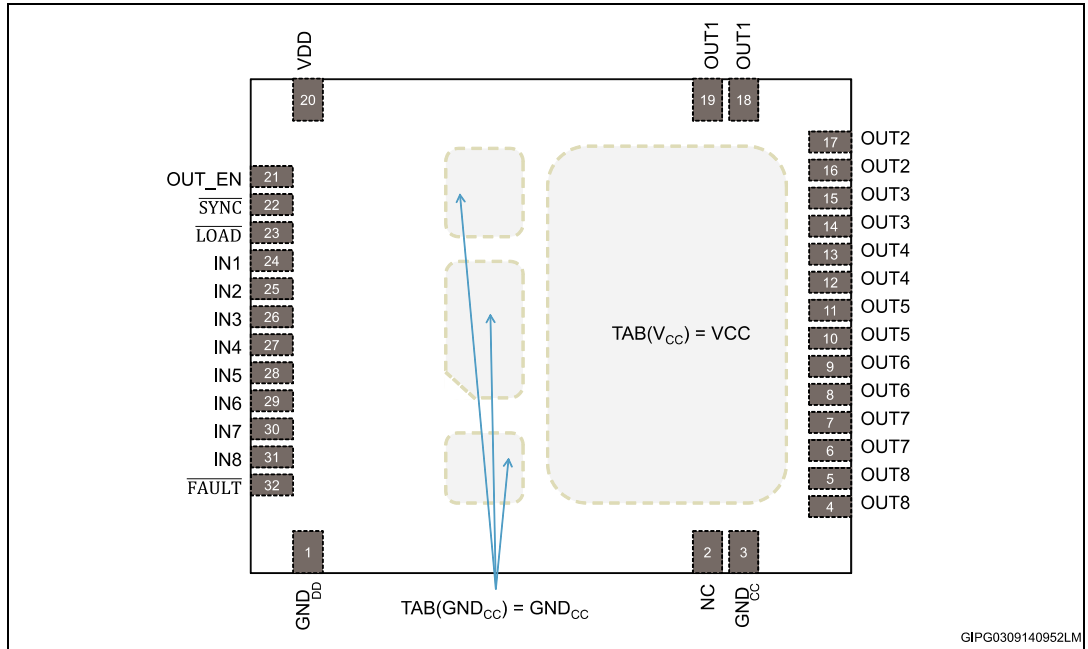 VDD
OUT1
OUT1
20
19
18
17 OUT2
16 OUT2
15 OUT3
14 OUT3
13 OUT4
12 OUT4
11 OUT5
10 OUT5
9 OUT6
8 OUT6
7 OUT7
6 OUT7
5 OUT8
4 OUT8
OUT_EN 21
SYNC 22
LOAD 23
IN1 24
IN2 25
IN3 26
IN4 27
IN5 28
IN6 29
IN7 30
IN8 31
FAULT 32
TAB(VCC) = VCC
1
2
3
GNDDD
NC
GNDCC
TAB(GNDCC) = GNDCC
GIPG0309140952LM